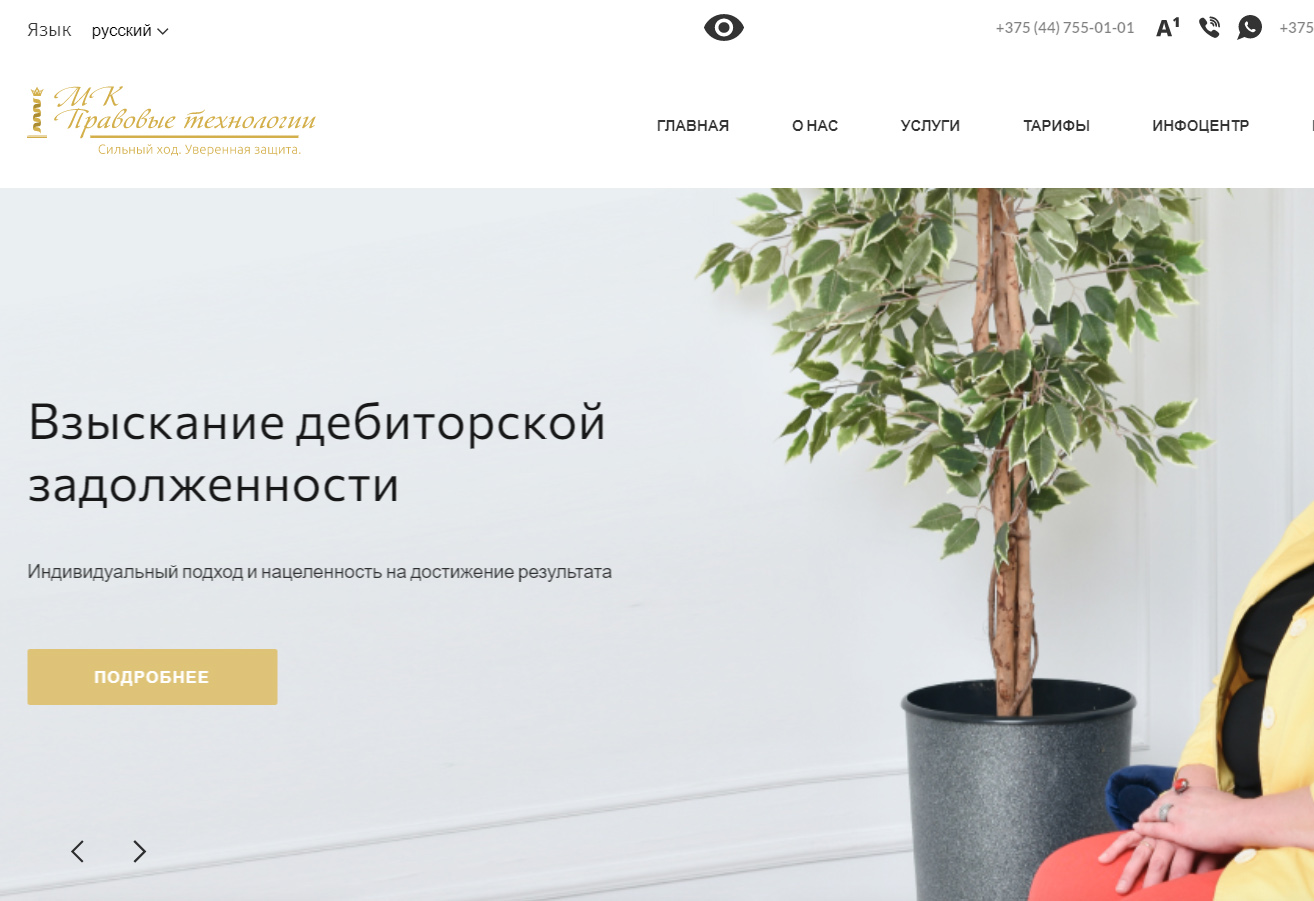 Язык русский
+375 (44) 755-01-01 A1 +375
МК
Правовые технологии
Сильный ход. Уверенная защита.
ГЛАВНАЯ О НАС УСЛУГИ ТАРИФЫ ИНФОЦЕНТР
Взыскание дебиторской
задолженности
Индивидуальный подход и нацеленность на достижение результата
ПОДРОБНЕЕ